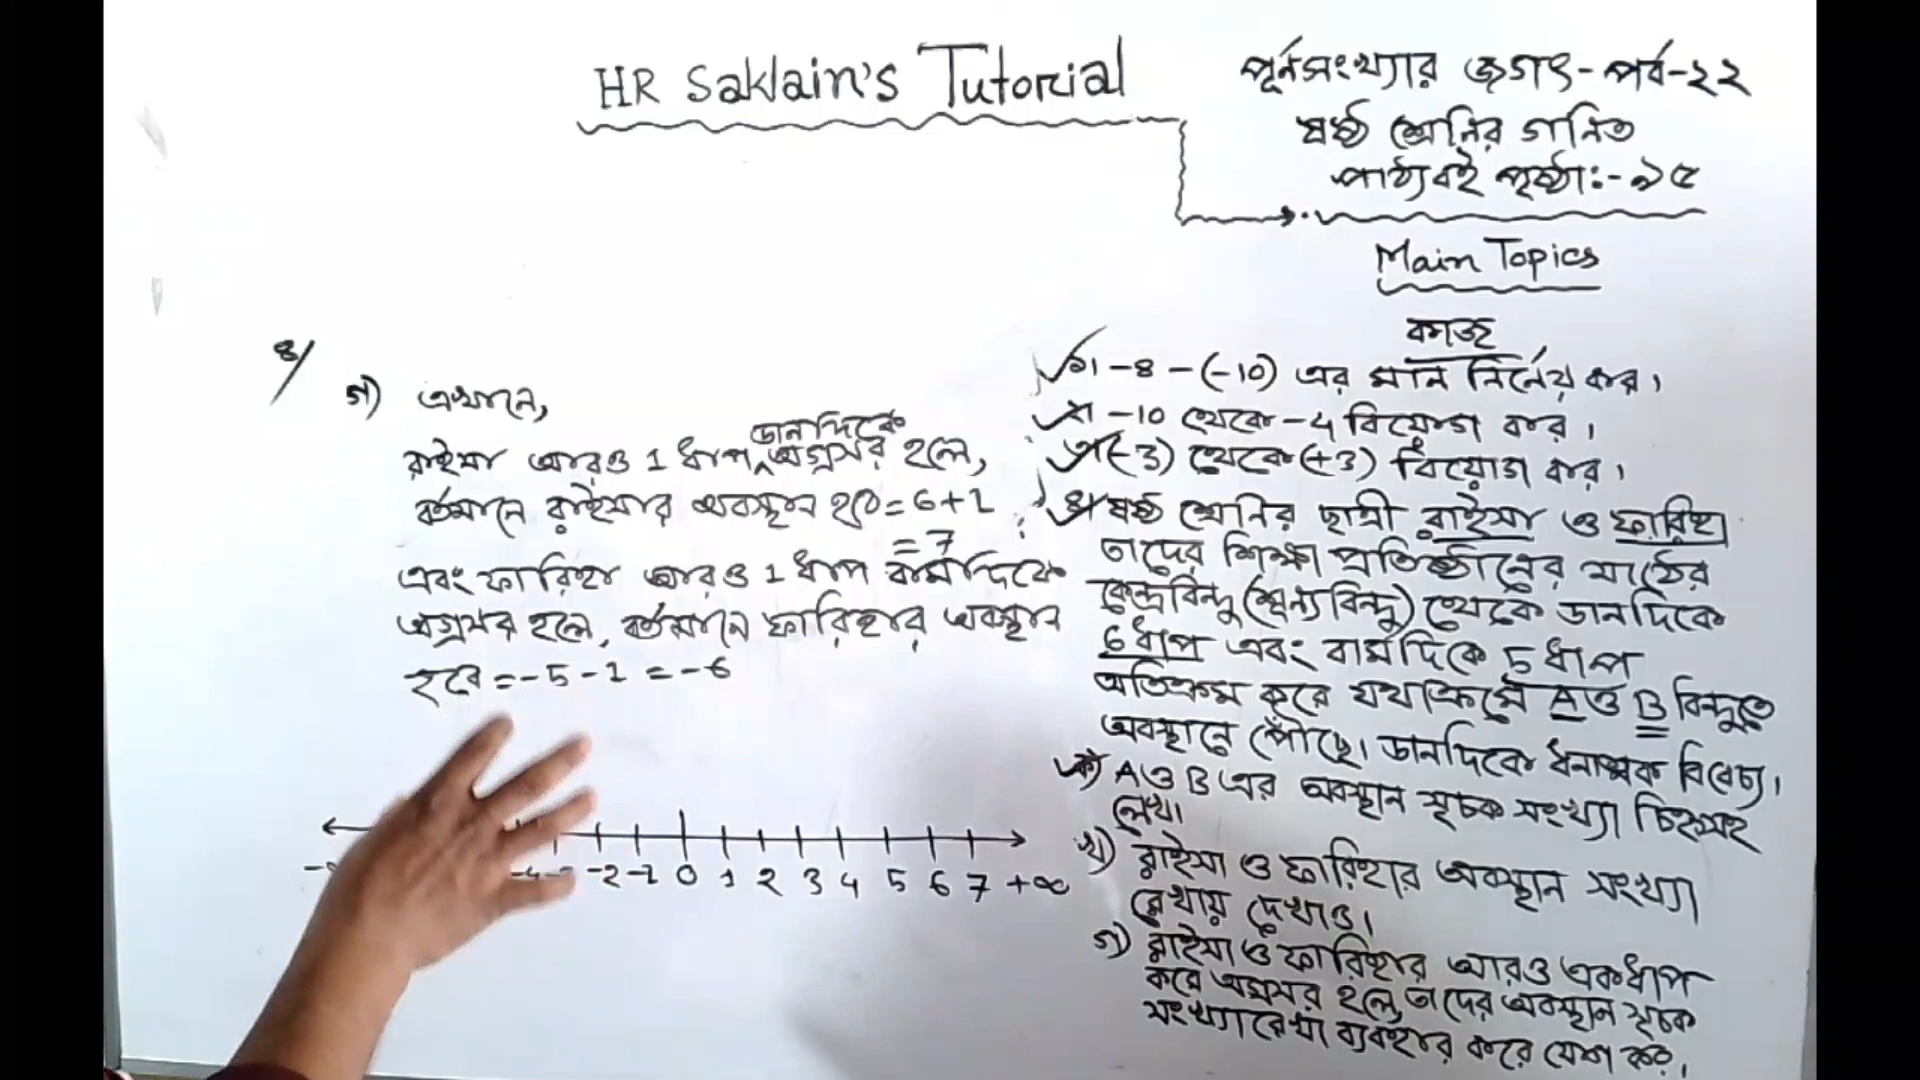 HR Saklain's Tutorial
পূর্নসংখ্যার জগৎ-পর্ব-২২
ষষ্ঠ শ্রেনির গনিত
পাঠ্যবই পৃষ্ঠা:-৯৫
Main Topics
কাজ
১। -8-(-10) এর মান নির্নেয় কর।
২। -10 থেকে -4 বিয়োগ কর।
৩। (-3) থেকে (+3) বিয়োগ কর।
৪। ষষ্ঠ শ্রেনির ছাত্রী রাইসা ও ফারিহা
তাদের শিক্ষা প্রতিষ্ঠানের মাঠের
কেন্দ্রবিন্দু (শূন্যবিন্দু) থেকে ডানদিকে
6 ধাপ এবং বামদিকে 5 ধাপ
অতিক্রম করে যথাক্রমে A ও B বিন্দুতে
অবস্থানে পৌঁছে। ডানদিকে ধনাত্মক বিবেচ্য।
ক) A ও B এর অবস্থান সূচক সংখ্যা চিহ্নসহ
লেখ।
খ) রাইসা ও ফারিহার অবস্থান সংখ্যা
রেখায় দেখাও।
গ) রাইসা ও ফারিহার আরও একধাপ
করে অগ্রসর হলে, তাদের অবস্থান সূচক
সংখ্যারেখা ব্যবহার করে যোগ কর।
৪/
গ) এখানে,
রাইসা আরও 1 ধাপ ডানদিকে অগ্রসর হলে,
বর্তমানে রাইসার অবস্থান হবে = 6+1
= 7
এবং ফারিহা আরও 1 ধাপ বামদিকে
অগ্রসর হলে, বর্তমানে ফারিহার অবস্থান
হবে = -5 - 1 = -6
-2 -1 0 1 2 3 4 5 6 7 +∞